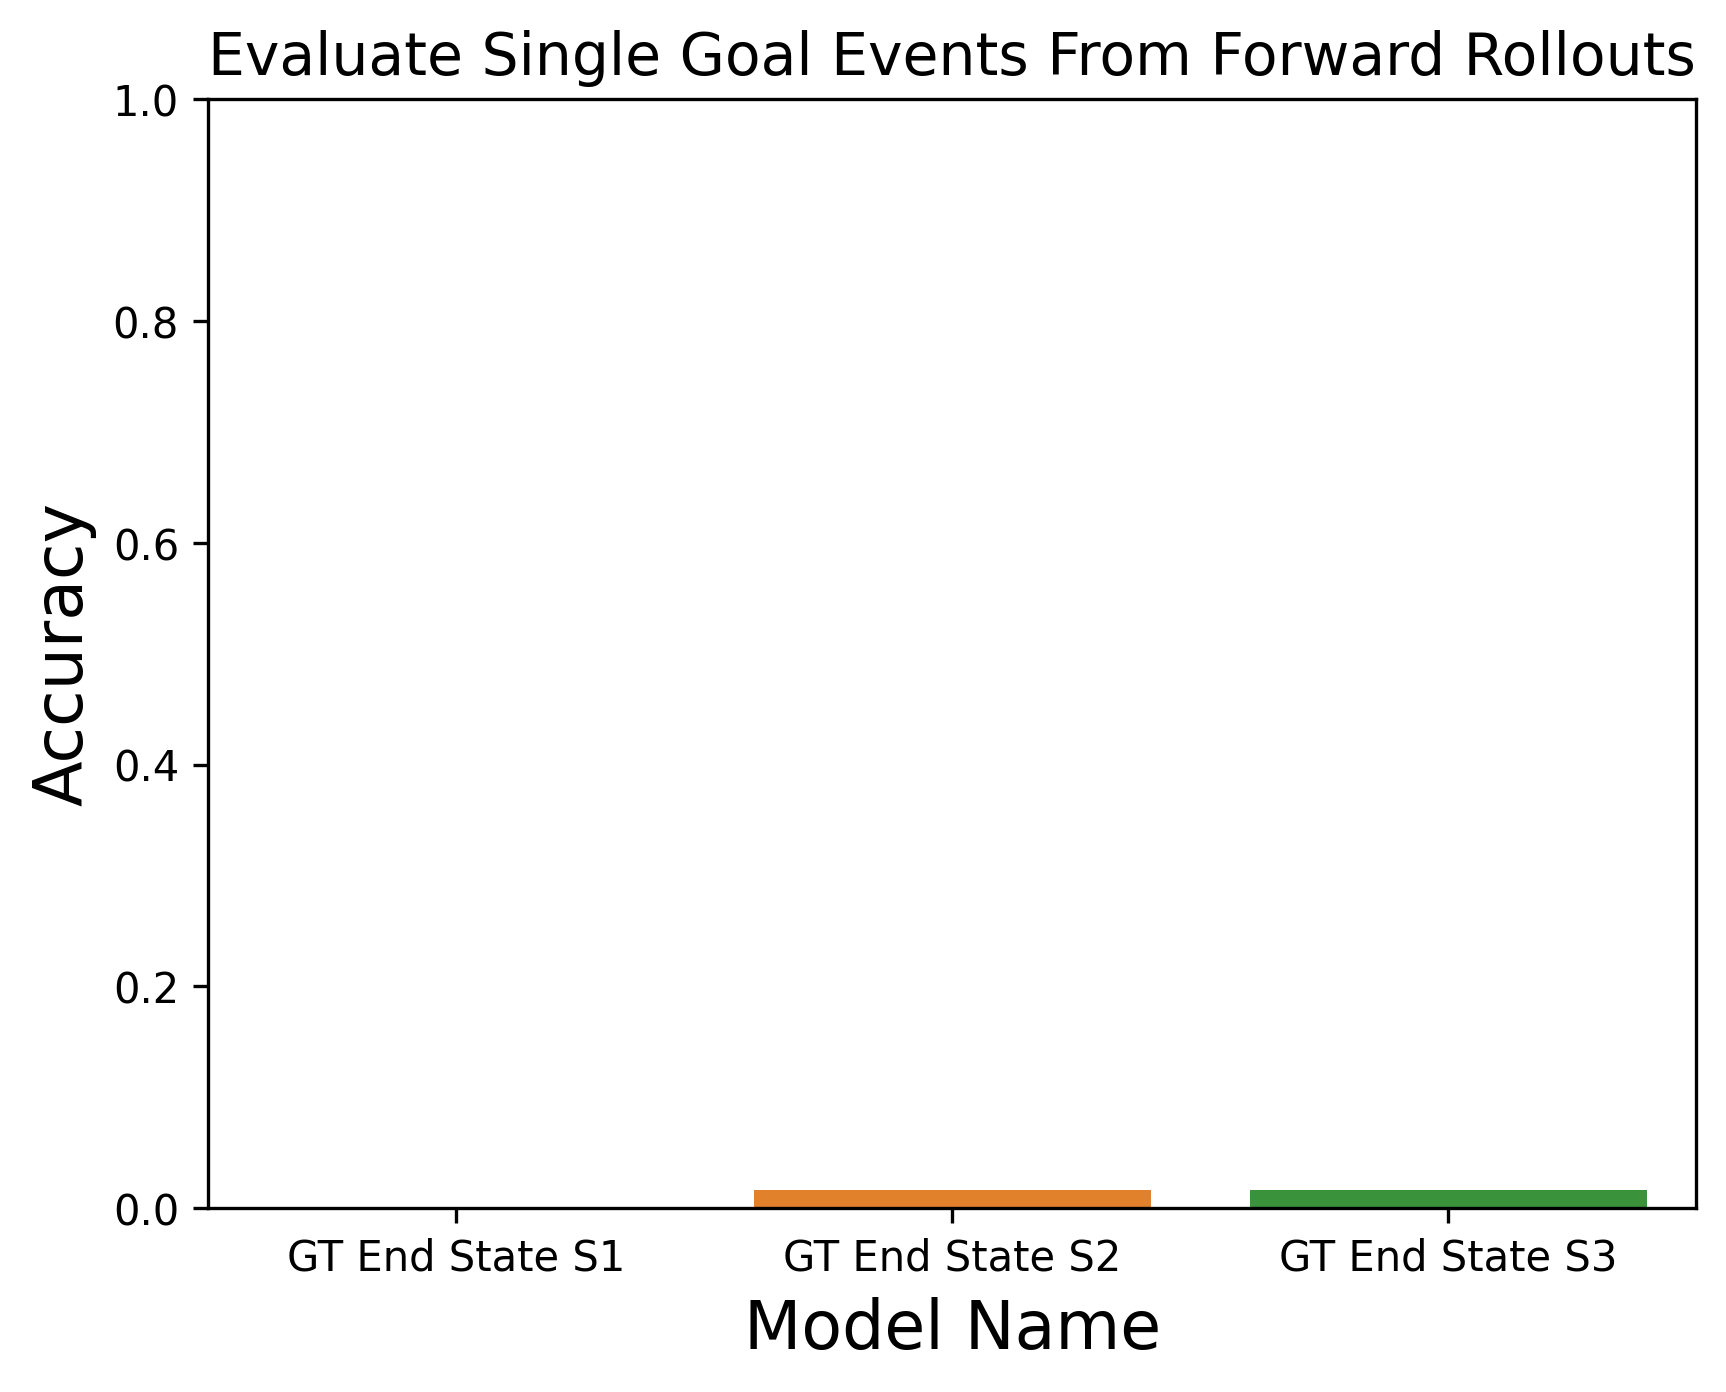 Evaluate Single Goal Events From Forward Rollouts
1.0
0.8
0.6
0.4
0.2
0.0
Accuracy
GT End State S1
GT End State S2
GT End State S3
Model Name